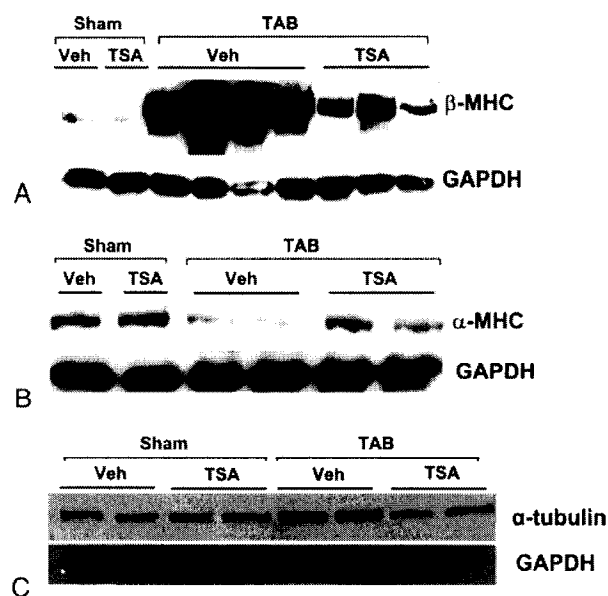 Sham TAB
Veh TSA Veh TSA
β-MHC
GAPDH
A
Sham TAB
Veh TSA Veh TSA
α-MHC
GAPDH
B
Sham TAB
Veh TSA Veh TSA
α-tubulin
GAPDH
C